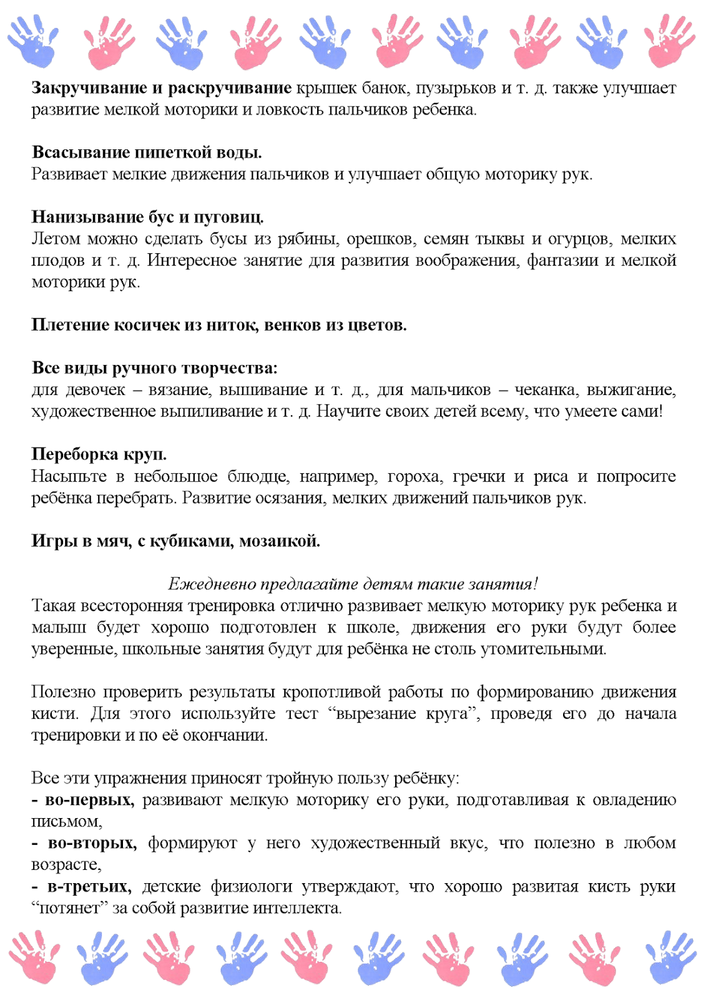 Закручивание и раскручивание крышек банок, пузырьков и т. д. также улучшает
развитие мелкой моторики и ловкость пальчиков ребенка.
Всасывание пипеткой воды.
Развивает мелкие движения пальчиков и улучшает общую моторику рук.
Нанизывание бус и пуговиц.
Летом можно сделать бусы из рябины, орешков, семян тыквы и огурцов, мелких
плодов и т. д. Интересное занятие для развития воображения, фантазии и мелкой
моторики рук.
Плетение косичек из ниток, венков из цветов.
Все виды ручного творчества:
для девочек – вязание, вышивание и т. д., для мальчиков – чеканка, выжигание,
художественное выпиливание и т. д. Научите своих детей всему, что умеете сами!
Переборка круп.
Насыпьте в небольшое блюдце, например, гороха, гречки и риса и попросите
ребёнка перебрать. Развитие осязания, мелких движений пальчиков рук.
Игры в мяч, с кубиками, мозаикой.
Ежедневно предлагайте детям такие занятия!
Такая всесторонняя тренировка отлично развивает мелкую моторику рук ребенка и
малыш будет хорошо подготовлен к школе, движения его руки будут более
уверенные, школьные занятия будут для ребёнка не столь утомительными.
Полезно проверить результаты кропотливой работы по формированию движения
кисти. Для этого используйте тест “вырезание круга”, проведя его до начала
тренировки и по её окончании.
Все эти упражнения приносят тройную пользу ребёнку:
- во-первых, развивают мелкую моторику его руки, подготавливая к овладению
письмом,
- во-вторых, формируют у него художественный вкус, что полезно в любом
возрасте,
- в-третьих, детские физиологи утверждают, что хорошо развитая кисть руки
“потянет” за собой развитие интеллекта.